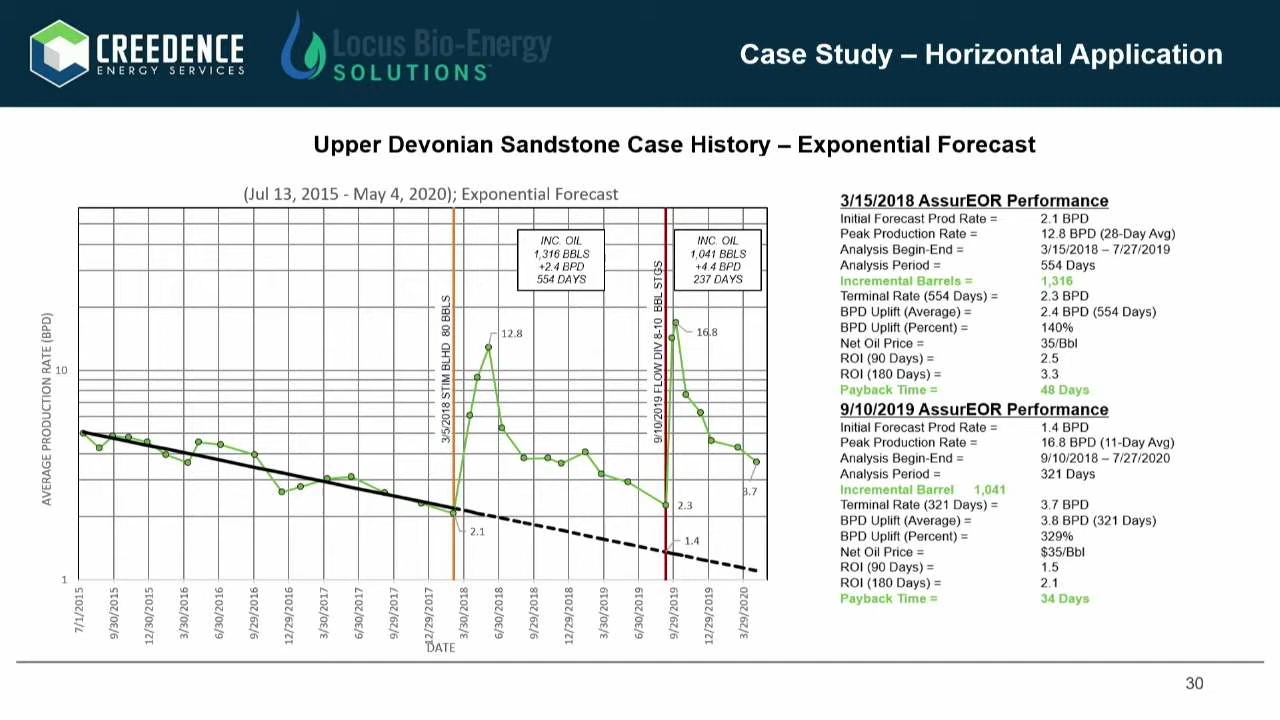 CREEDENCE
ENERGY SERVICES
Locus Bio-Energy
SOLUTIONS
Case Study – Horizontal Application
Upper Devonian Sandstone Case History – Exponential Forecast
(Jul 13, 2015 - May 4, 2020); Exponential Forecast
AVERAGE PRODUCTION RATE (BPD)
10
1
3/5/2018 STIM BLHD 80 BBLS
9/10/2019 FLOW DIV 8-10 BBL STGS
INC. OIL
1,316 BBLS
+2.4 BPD
554 DAYS
INC. OIL
1,041 BBLS
+4.4 BPD
237 DAYS
12.8
16.8
2.1
2.3
1.4
3.7
7/1/2015
9/30/2015
12/30/2015
3/30/2016
6/30/2016
9/29/2016
12/29/2016
3/30/2017
6/30/2017
9/29/2017
12/29/2017
3/30/2018
6/30/2018
9/29/2018
12/29/2018
3/30/2019
6/30/2019
9/29/2019
12/29/2019
3/29/2020
DATE
3/15/2018 AssurEOR Performance
Initial Forecast Prod Rate = 2.1 BPD
Peak Production Rate = 12.8 BPD (28-Day Avg)
Analysis Begin-End = 3/15/2018 – 7/27/2019
Analysis Period = 554 Days
Incremental Barrels = 1,316
Terminal Rate (554 Days) = 2.3 BPD
BPD Uplift (Average) = 2.4 BPD (554 Days)
BPD Uplift (Percent) = 140%
Net Oil Price = 35/Bbl
ROI (90 Days) = 2.5
ROI (180 Days) = 3.3
Payback Time = 48 Days
9/10/2019 AssurEOR Performance
Initial Forecast Prod Rate = 1.4 BPD
Peak Production Rate = 16.8 BPD (11-Day Avg)
Analysis Begin-End = 9/10/2018 – 7/27/2020
Analysis Period = 321 Days
Incremental Barrel 1,041
Terminal Rate (321 Days) = 3.7 BPD
BPD Uplift (Average) = 3.8 BPD (321 Days)
BPD Uplift (Percent) = 329%
Net Oil Price = $35/Bbl
ROI (90 Days) = 1.5
ROI (180 Days) = 2.1
Payback Time = 34 Days
30